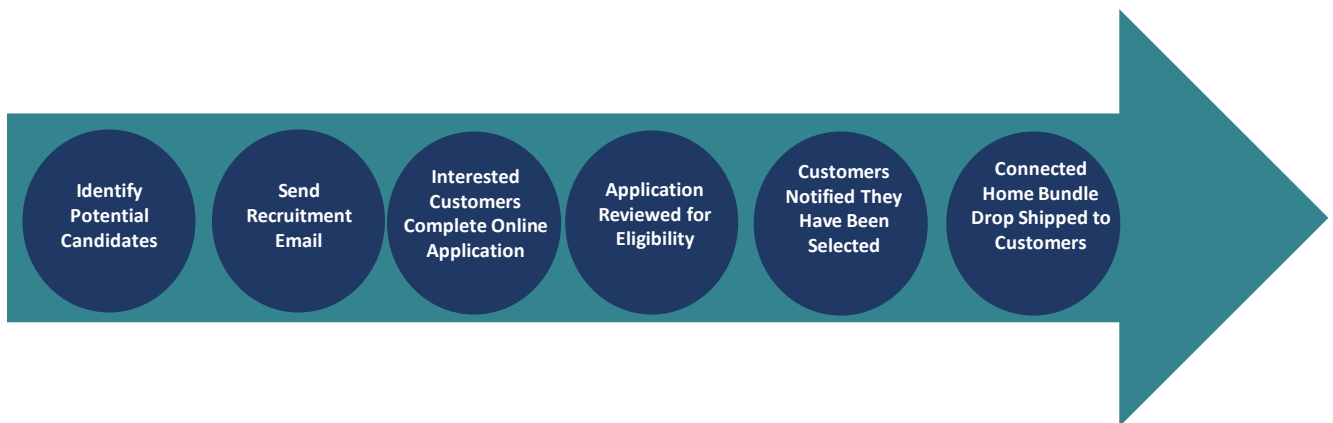 Identify
Potential
Candidates
Send
Recruitment
Email
Interested
Customers
Complete Online
Application
Application
Reviewed for
Eligibility
Customers
Notified They
Have Been
Selected
Connected
Home Bundle
Drop Shipped to
Customers